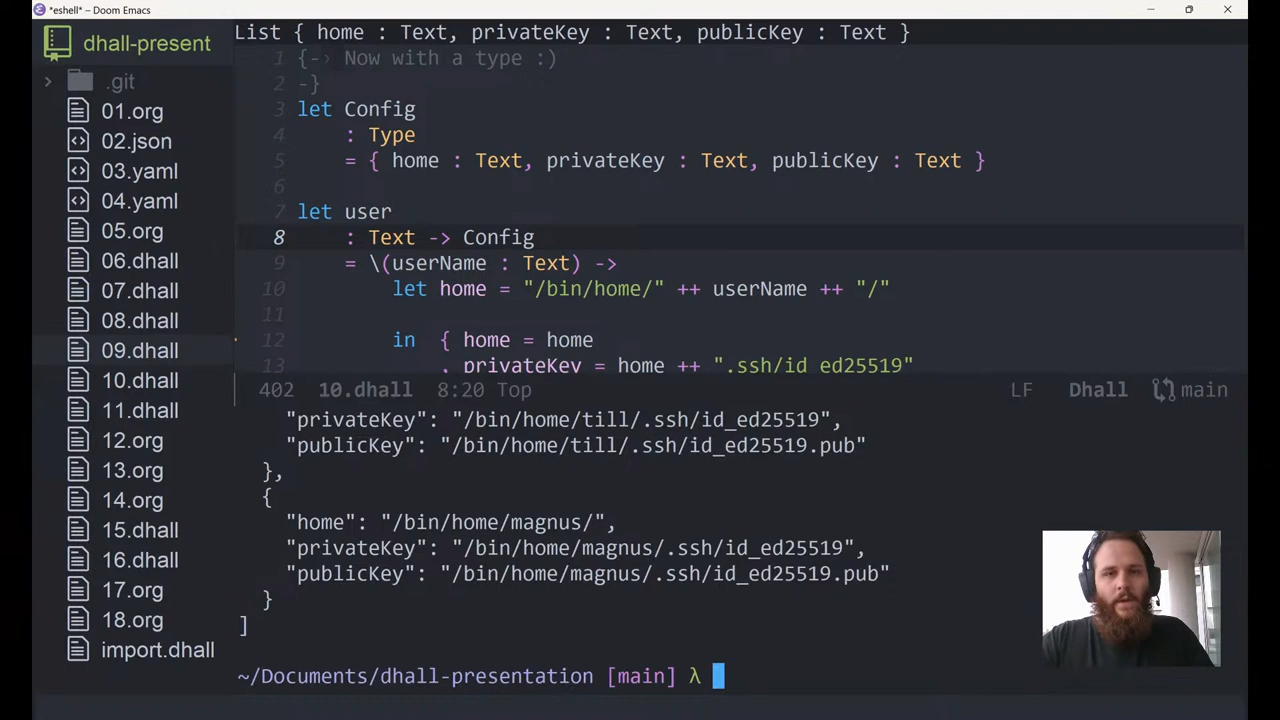 *eshell* – Doom Emacs
dhall-present
.git
01.org
02.json
03.yaml
04.yaml
05.org
06.dhall
07.dhall
08.dhall
09.dhall
10.dhall
11.dhall
12.org
13.org
14.org
15.dhall
16.dhall
17.org
18.org
import.dhall
List { home : Text, privateKey : Text, publicKey : Text }
1 {- Now with a type :)
2 -}
3 let Config
4 : Type
5 = { home : Text, privateKey : Text, publicKey : Text }
6
7 let user
8 : Text -> Config
9 = \(userName : Text) ->
10 let home = "/bin/home/" ++ userName ++ "/"
11
12 in { home = home
13 , privateKey = home ++ ".ssh/id_ed25519"
402 10.dhall 8:20 Top LF Dhall main
"privateKey": "/bin/home/till/.ssh/id_ed25519",
"publicKey": "/bin/home/till/.ssh/id_ed25519.pub"
},
{
"home": "/bin/home/magnus/",
"privateKey": "/bin/home/magnus/.ssh/id_ed25519",
"publicKey": "/bin/home/magnus/.ssh/id_ed25519.pub"
}
]
~/Documents/dhall-presentation [main] λ